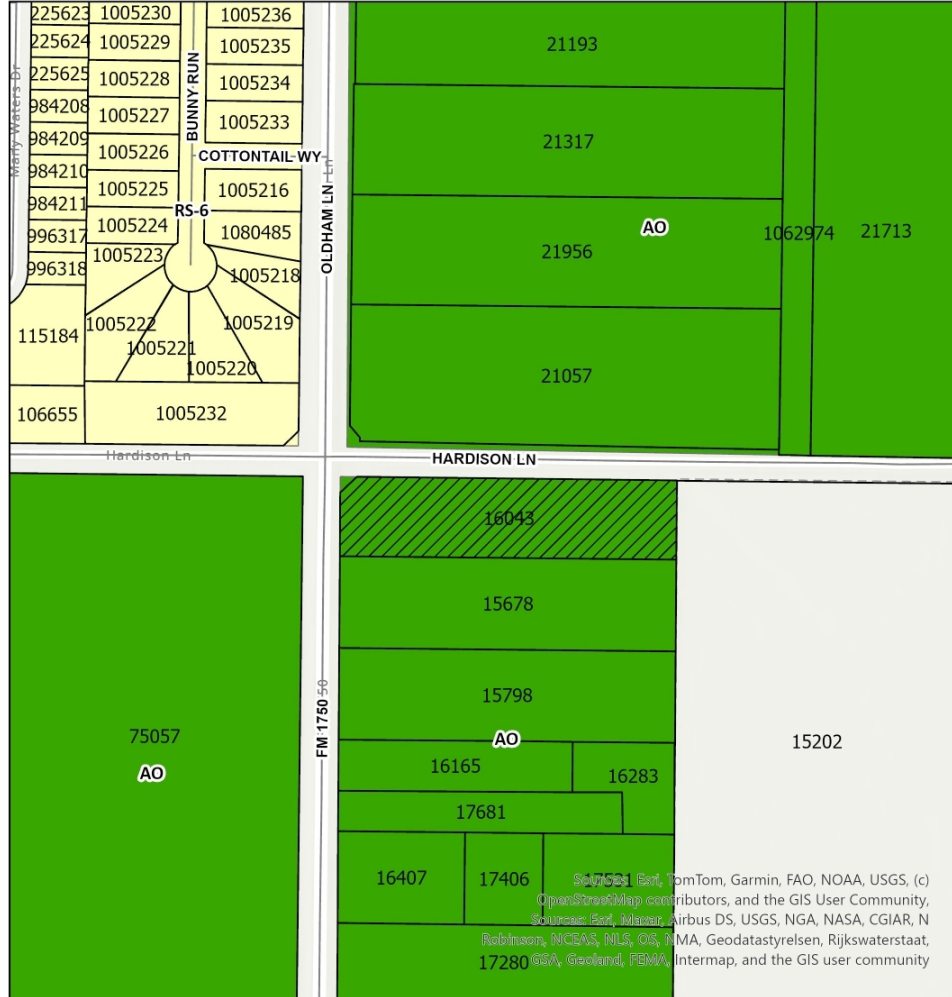 225623
1005230
1005236
225624
1005229
1005235
225625
1005228
1005234
984208
1005227
1005233
984209
1005226
984210
1005225
1005216
984211
1005224
1080485
996317
1005223
996318
1005218
1005222
1005219
115184
1005221
1005220
106655
1005232
Marly Waters Dr
BUNNY RUN
COTTONTAIL WY
RS-6
OLDHAM LN
Ln
21193
21317
AO
21956
1062974
21713
21057
Hardison Ln
HARDISON LN
16043
15678
15798
AO
75057
AO
FM 1750
50
15202
16165
16283
17681
16407
17406
17280
Sources: Esri, TomTom, Garmin, FAO, NOAA, USGS, (c)
OpenStreetMap contributors, and the GIS User Community,
Sources: Esri, Maxar, Airbus DS, USGS, NGA, NASA, CGIAR, N
Robinson, NCEAS, NLS, OS, NMA, Geodatastyrelsen, Rijkswaterstaat,
GSA, Geoland, FEMA, Intermap, and the GIS user community